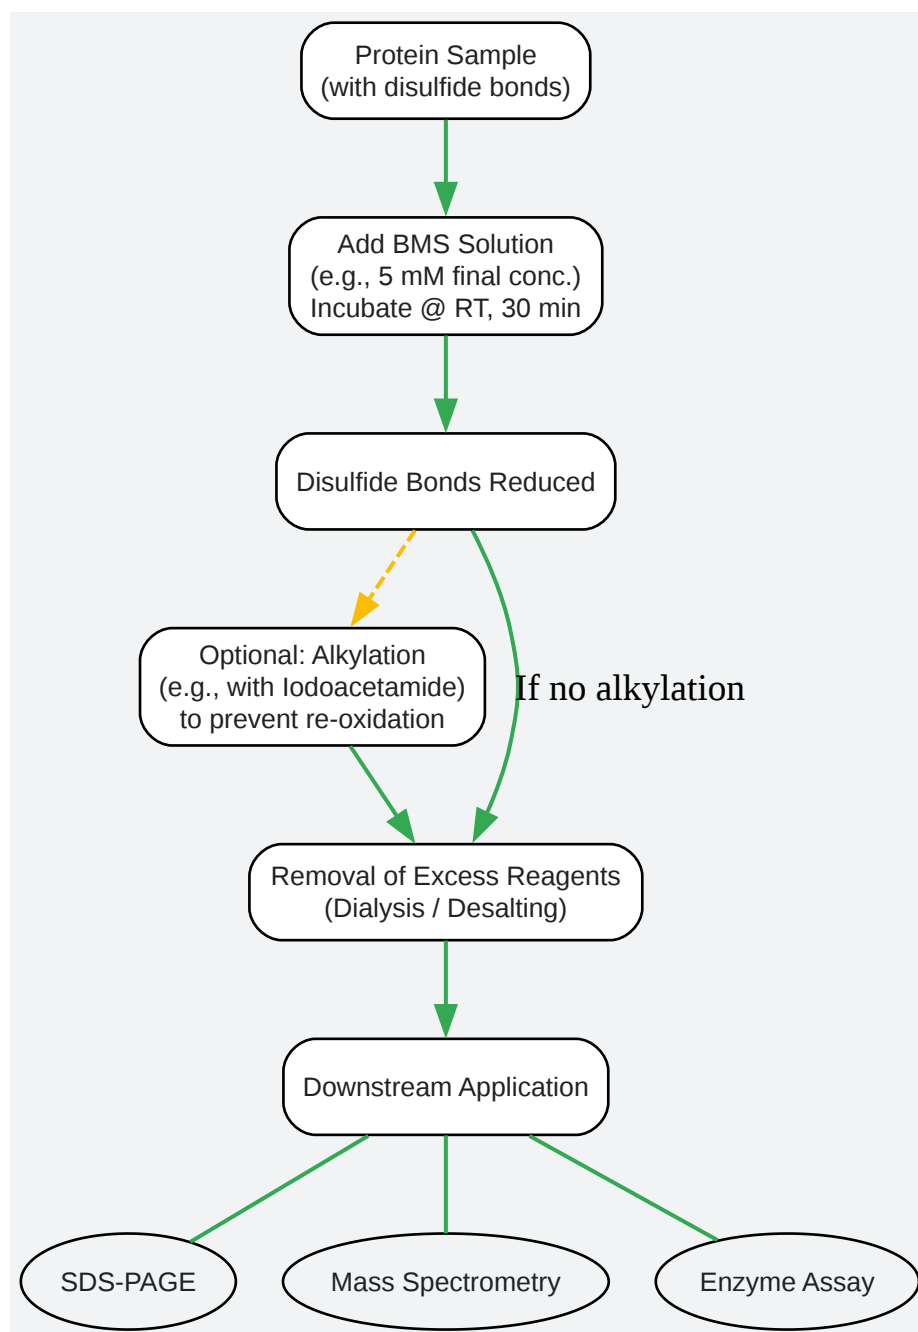 Protein Sample
(with disulfide bonds)
Add BMS Solution
(e.g., 5 mM final conc.)
Incubate @ RT, 30 min
Disulfide Bonds Reduced
Optional: Alkylation
(e.g., with Iodoacetamide)
to prevent re-oxidation
If no alkylation
Removal of Excess Reagents
(Dialysis / Desalting)
Downstream Application
SDS-PAGE
Mass Spectrometry
Enzyme Assay